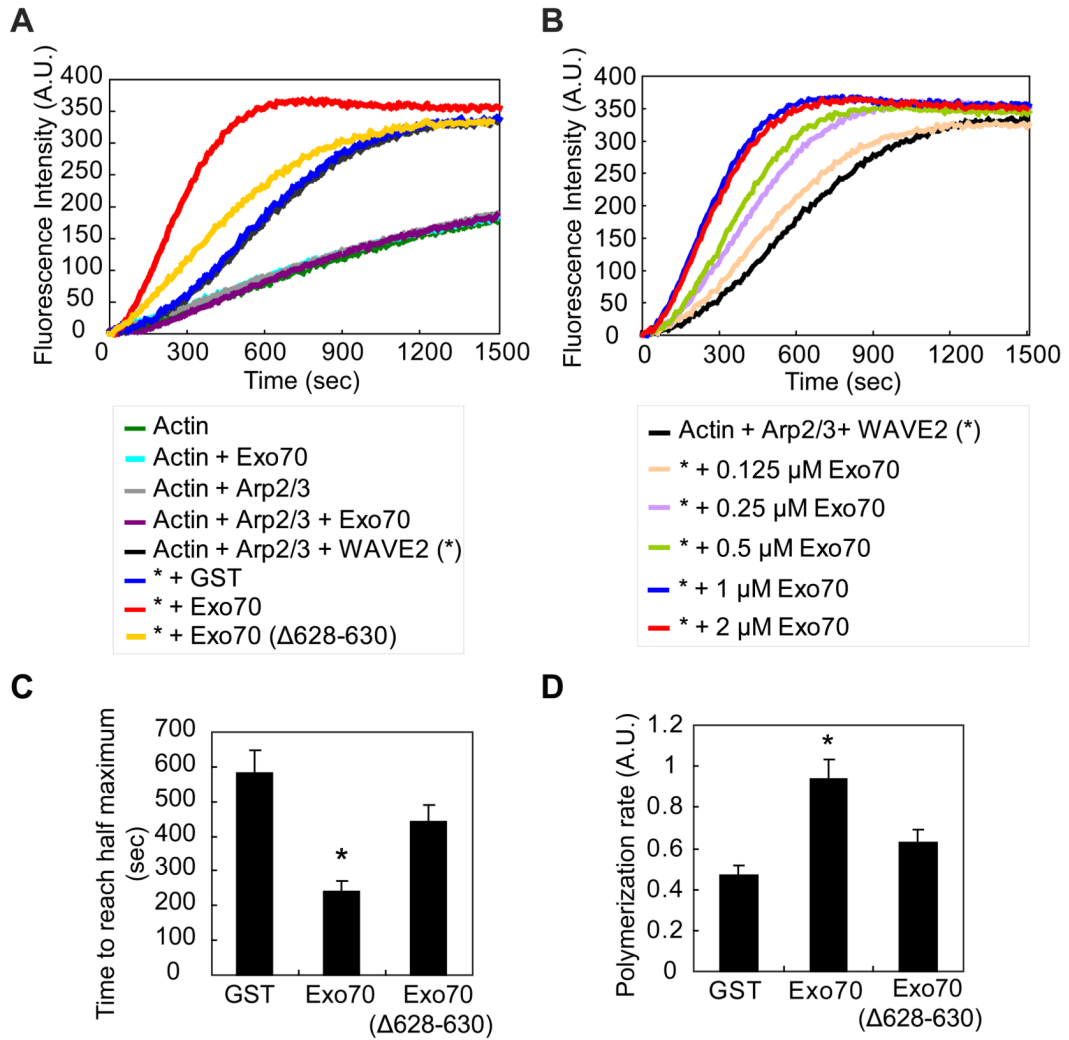 A
Fluorescence Intensity (A.U.)
400
350
300
250
200
150
100
50
0
0 300 600 900 1200 1500
Time (sec)
Actin
Actin + Exo70
Actin + Arp2/3
Actin + Arp2/3 + Exo70
Actin + Arp2/3 + WAVE2 (*)
* + GST
* + Exo70
* + Exo70 (Δ628-630)
B
Fluorescence Intensity (A.U.)
400
350
300
250
200
150
100
50
0
0 300 600 900 1200 1500
Time (sec)
Actin + Arp2/3+ WAVE2 (*)
* + 0.125 µM Exo70
* + 0.25 µM Exo70
* + 0.5 µM Exo70
* + 1 µM Exo70
* + 2 µM Exo70
C
Time to reach half maximum
(sec)
700
600
500
400
300
200
100
0
*
GST Exo70 Exo70
(Δ628-630)
D
Polymerization rate (A.U.)
1.2
1
0.8
0.6
0.4
0.2
0
*
GST Exo70 Exo70
(Δ628-630)